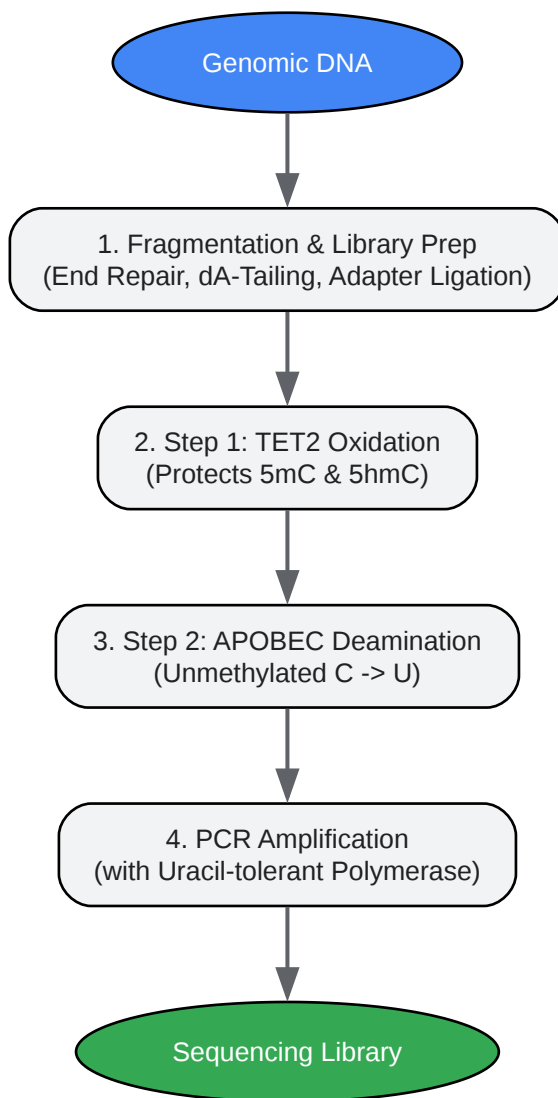 Genomic DNA
1. Fragmentation & Library Prep
(End Repair, dA-Tailing, Adapter Ligation)
2. Step 1: TET2 Oxidation
(Protects 5mC & 5hmC)
3. Step 2: APOBEC Deamination
(Unmethylated C -> U)
4. PCR Amplification
(with Uracil-tolerant Polymerase)
Sequencing Library